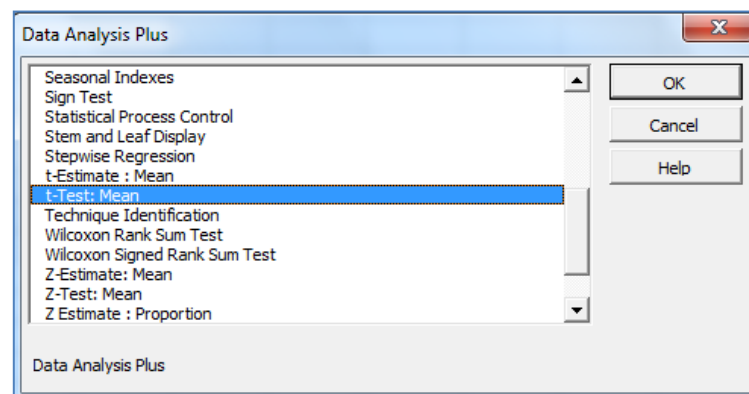 Data Analysis Plus
X
Seasonal Indexes
Sign Test
Statistical Process Control
Stem and Leaf Display
Stepwise Regression
t-Estimate : Mean
t-Test: Mean
Technique Identification
Wilcoxon Rank Sum Test
Wilcoxon Signed Rank Sum Test
Z-Estimate: Mean
Z-Test: Mean
Z Estimate : Proportion
OK
Cancel
Help
Data Analysis Plus